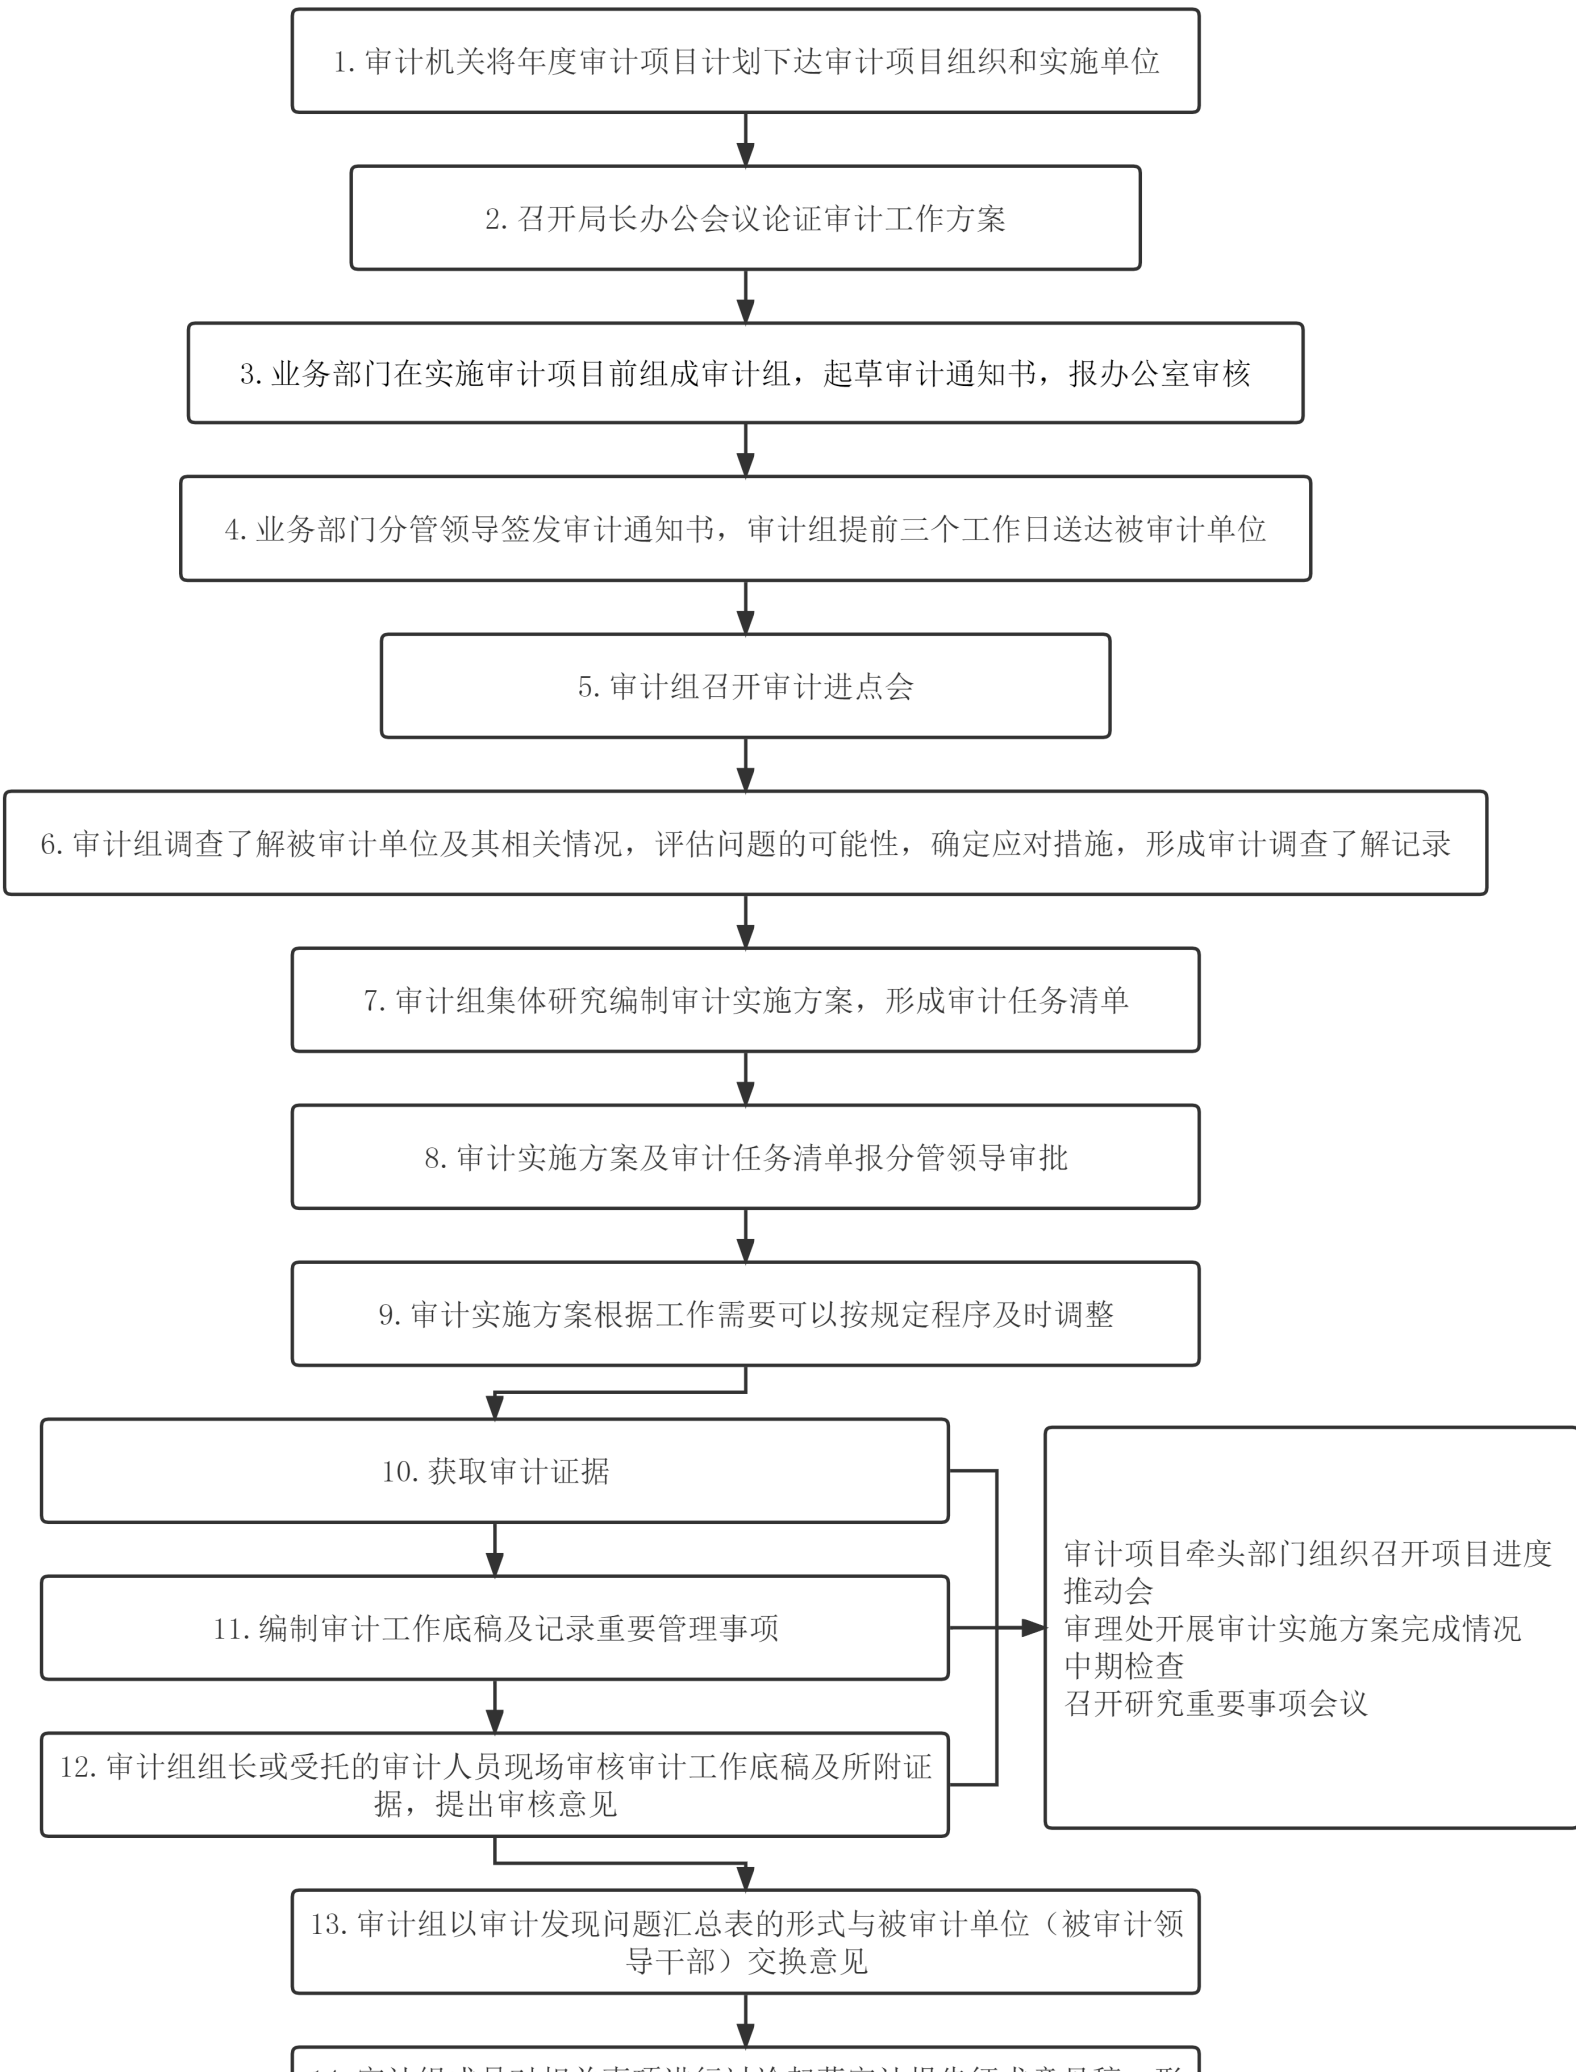 1.审计机关将年度审计项目计划下达审计项目组织和实施单位
2.召开局长办公会议论证审计工作方案
3.业务部门在实施审计项目前组成审计组，起草审计通知书，报办公室审核
4.业务部门分管领导签发审计通知书，审计组提前三个工作日送达被审计单位
5.审计组召开审计进点会
6.审计组调查了解被审计单位及其相关情况，评估问题的可能性，确定应对措施，形成审计调查了解记录
7.审计组集体研究编制审计实施方案，形成审计任务清单
8.审计实施方案及审计任务清单报分管领导审批
9.审计实施方案根据工作需要可以按规定程序及时调整
10.获取审计证据
11.编制审计工作底稿及记录重要管理事项
12.审计组组长或受托的审计人员现场审核审计工作底稿及所附证
据，提出审核意见
审计项目牵头部门组织召开项目进度
推动会
审理处开展审计实施方案完成情况
中期检查
召开研究重要事项会议
13.审计组以审计发现问题汇总表的形式与被审计单位（被审计领
导干部）交换意见